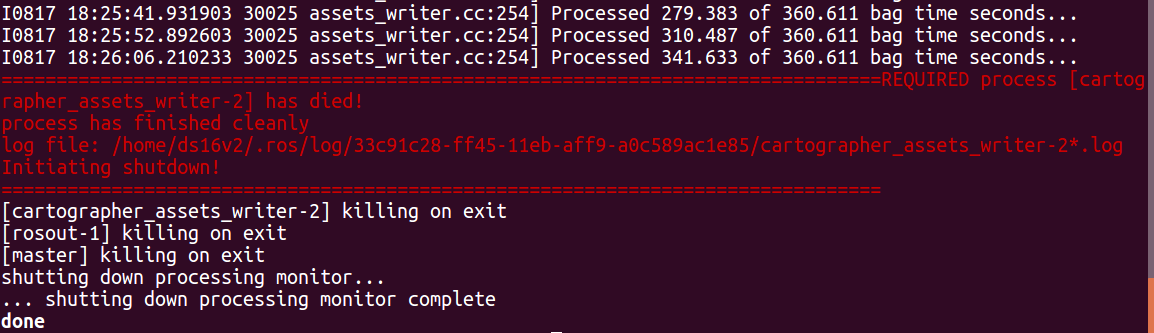 I0817 18:25:41.931903 30025 assets_writer.cc:254] Processed 279.383 of 360.611 bag time seconds...
I0817 18:25:52.892603 30025 assets_writer.cc:254] Processed 310.487 of 360.611 bag time seconds...
I0817 18:26:06.210233 30025 assets_writer.cc:254] Processed 341.633 of 360.611 bag time seconds...
================================================================================REQUIRED process [cartog
rapher_assets_writer-2] has died!
process has finished cleanly
log file: /home/ds16v2/.ros/log/33c91c28-ff45-11eb-aff9-a0c589ac1e85/cartographer_assets_writer-2*.log
Initiating shutdown!
================================================================================
[cartographer_assets_writer-2] killing on exit
[rosout-1] killing on exit
[master] killing on exit
shutting down processing monitor...
... shutting down processing monitor complete
done